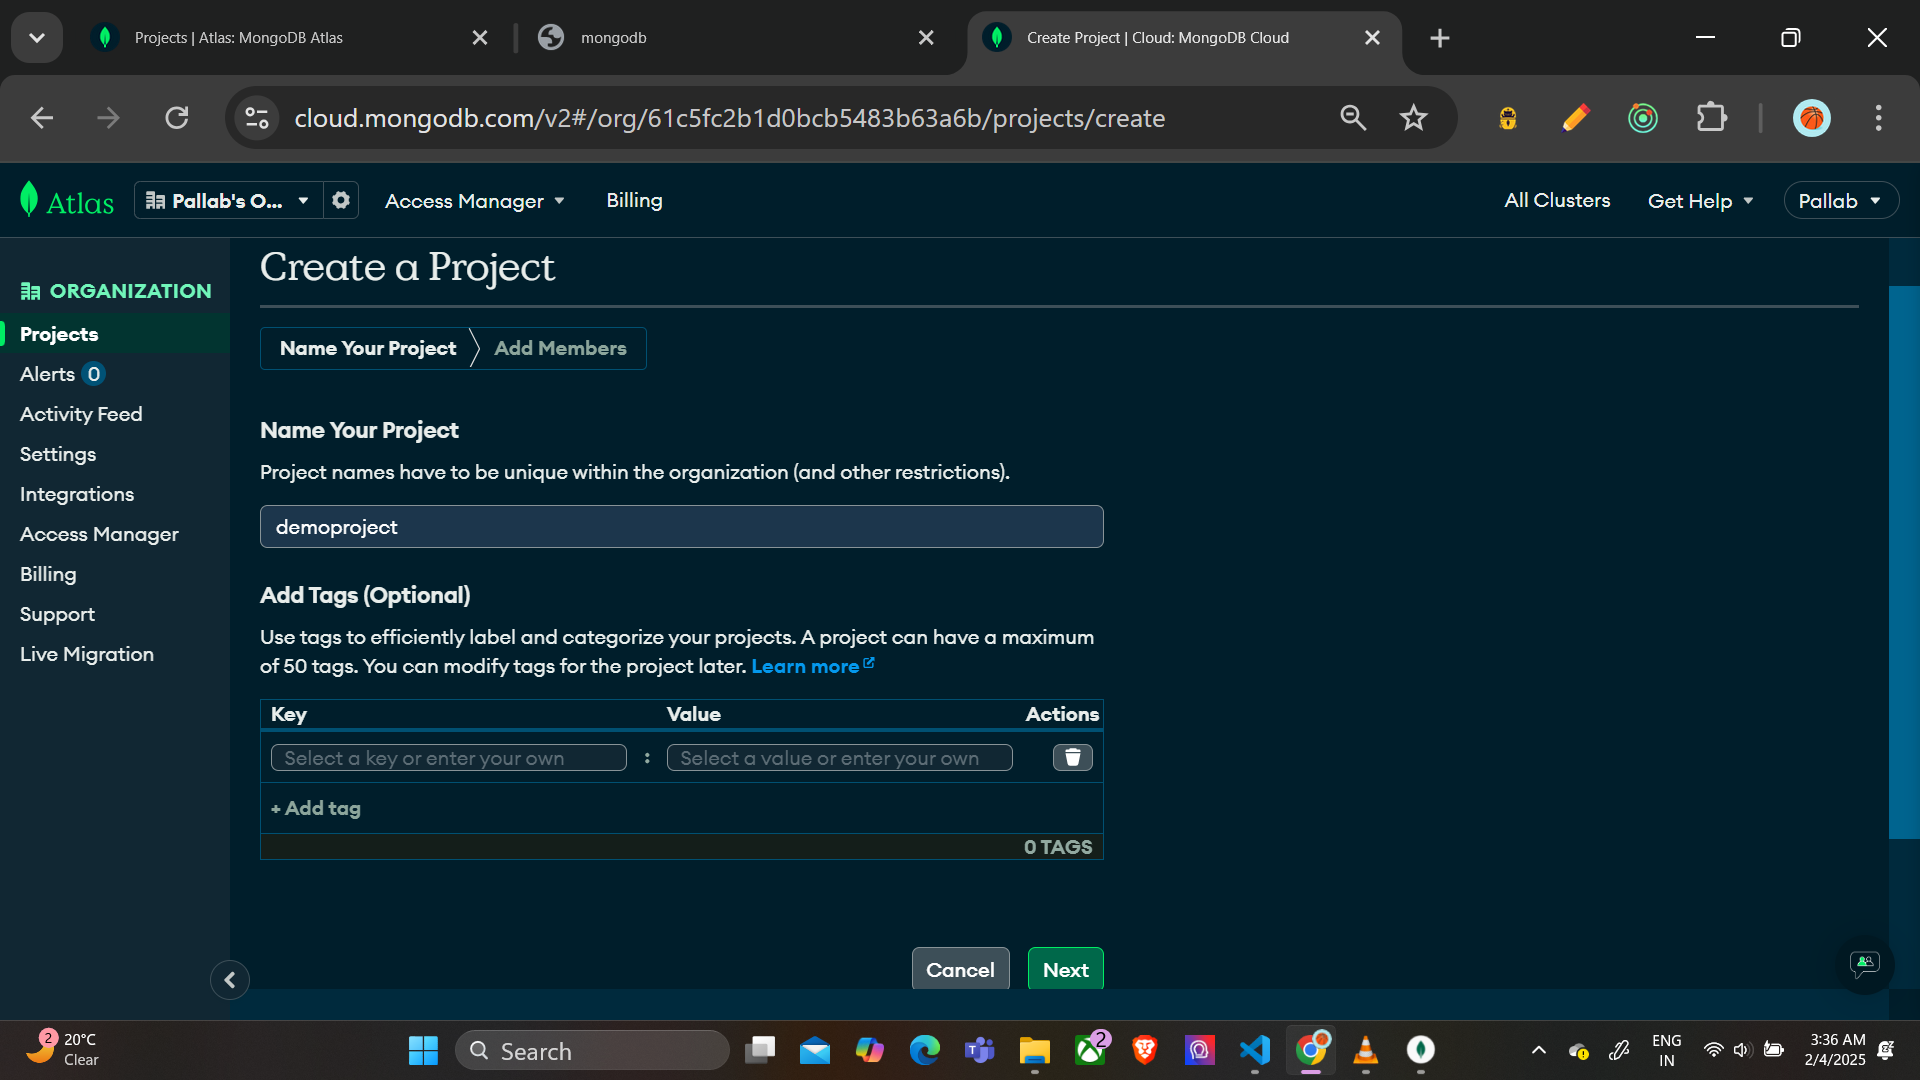 Projects | Atlas: MongoDB Atlas
mongodb
Create Project | Cloud: MongoDB Cloud
cloud.mongodb.com/v2#/org/61c5fc2b1d0bcb5483b63a6b/projects/create
Atlas
Pallab's O...
Access Manager
Billing
All Clusters
Get Help
Pallab
ORGANIZATION
Projects
Alerts 0
Activity Feed
Settings
Integrations
Access Manager
Billing
Support
Live Migration
Create a Project
Name Your Project
Add Members
Name Your Project
Project names have to be unique within the organization (and other restrictions).
demoproject
Add Tags (Optional)
Use tags to efficiently label and categorize your projects. A project can have a maximum
of 50 tags. You can modify tags for the project later. Learn more
Key Value Actions
Select a key or enter your own : Select a value or enter your own
+ Add tag
0 TAGS
Cancel
Next
2
20°C
Clear
Search
2
ENG
IN
3:36 AM
2/4/2025